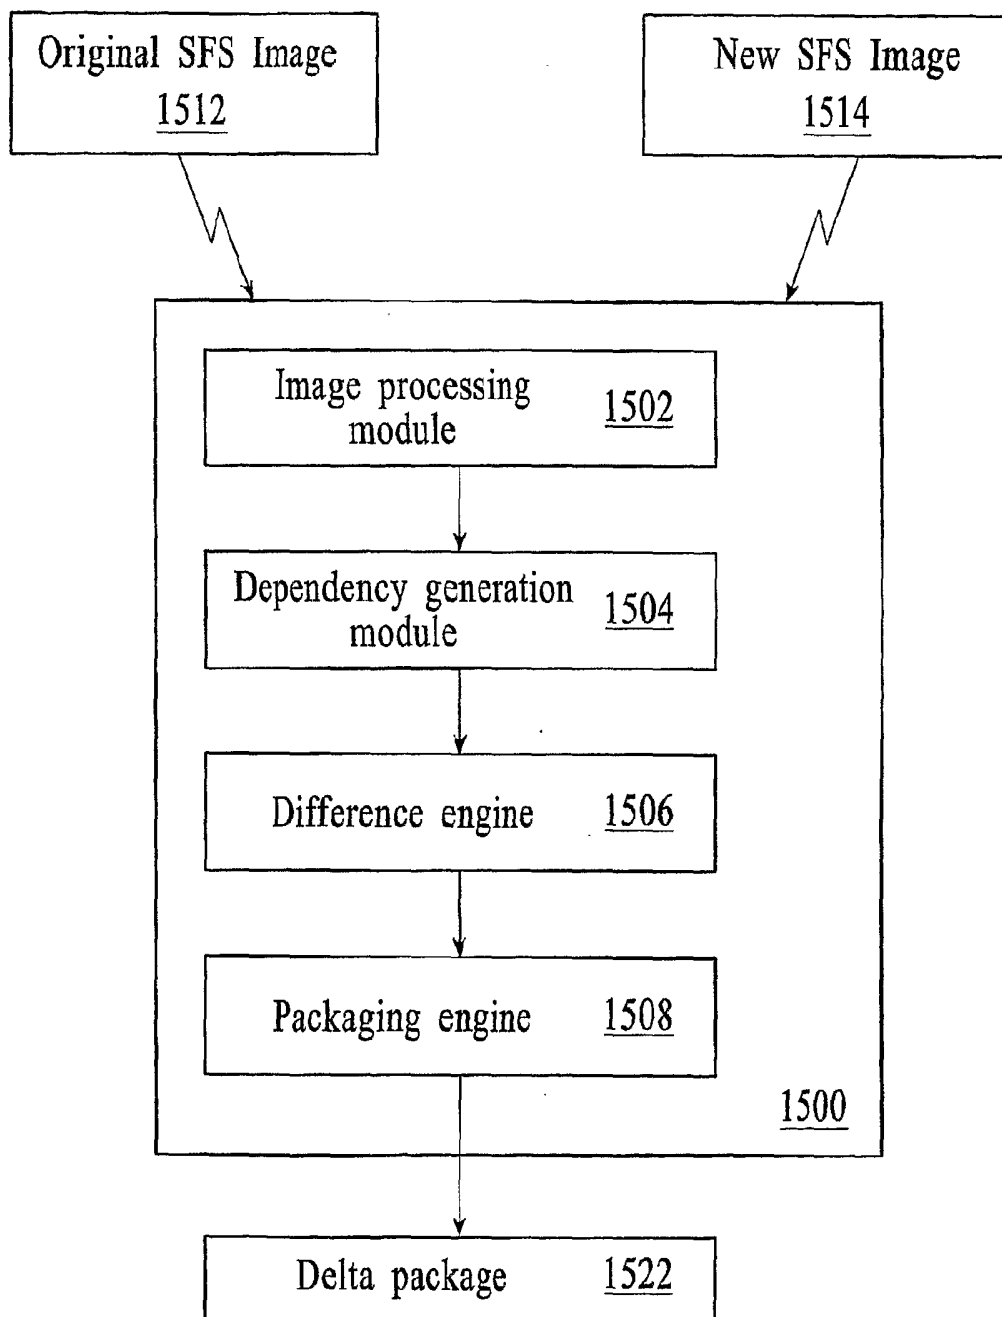 Original SFS Image
1512
New SFS Image
1514
Image processing
module
1502
Dependency generation
module
1504
Difference engine 1506
Packaging engine 1508
1500
Delta package 1522